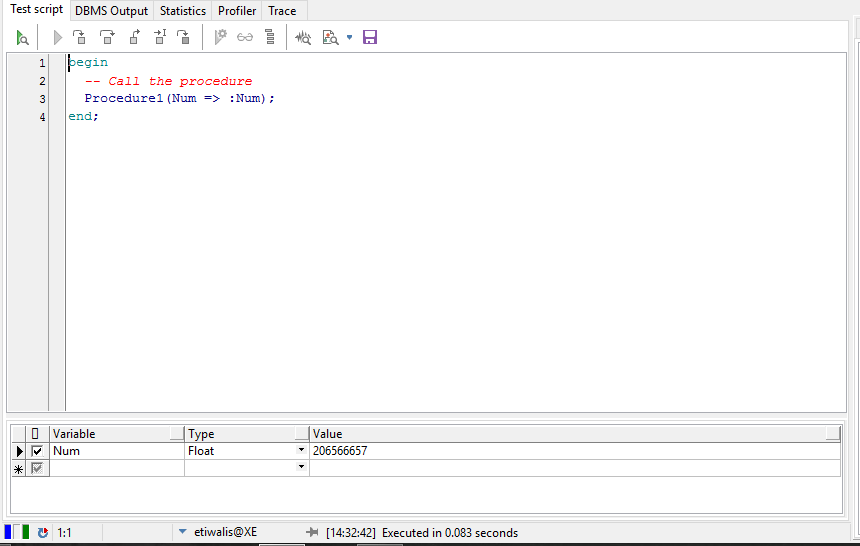 Test script DBMS Output Statistics Profiler Trace
1 begin
2 -- Call the procedure
3 Procedure1(Num => :Num);
4 end;
Variable Type Value
Num Float 206566657
1:1 etiwalis@XE [14:32:42] Executed in 0.083 seconds